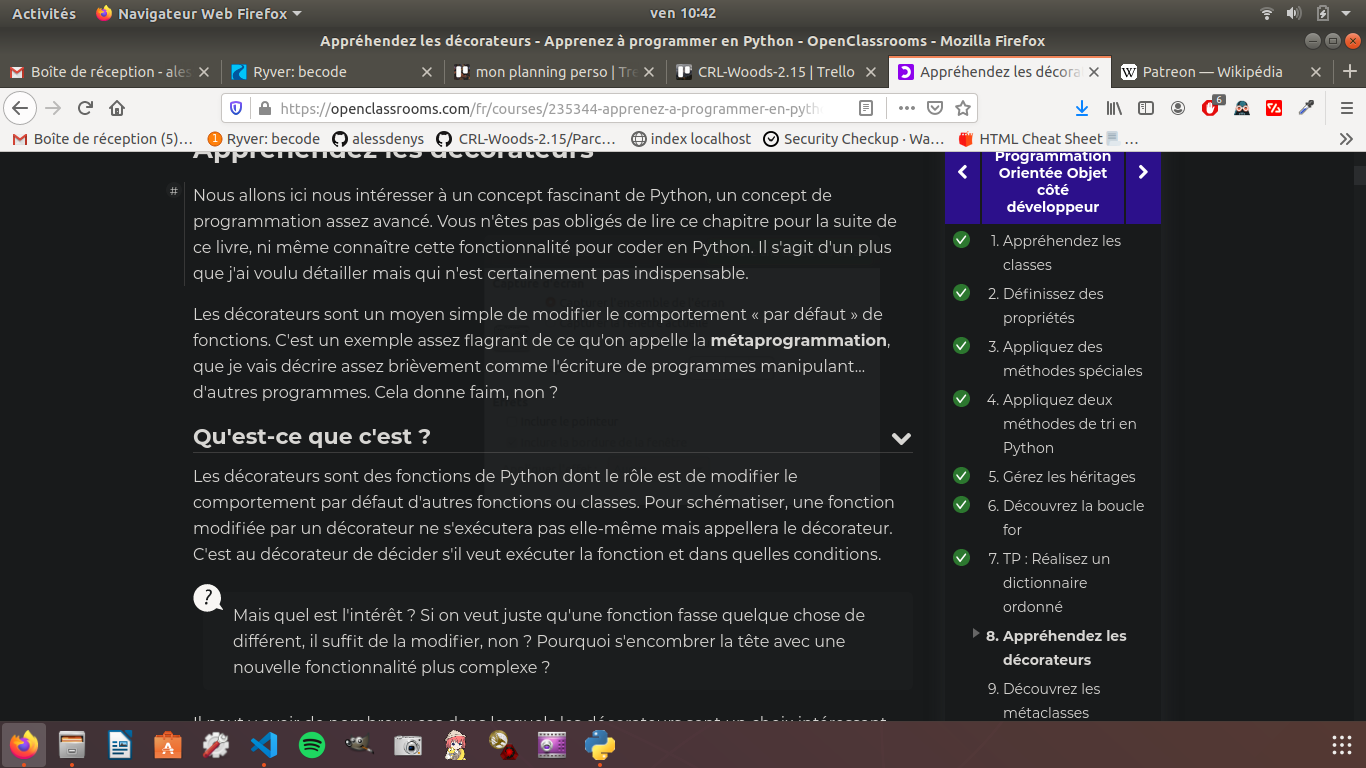 Activités
Navigateur Web Firefox
ven 10:42
Appréhendez les décorateurs - Apprenez à programmer en Python - OpenClassrooms - Mozilla Firefox
Boîte de réception - ales
Ryver: becode
mon planning perso | Tre
CRL-Woods-2.15 | Trello
Appréhendez les décora
Patreon — Wikipédia
https://openclassrooms.com/fr/courses/235344-apprenez-a-programmer-en-pyth
6
Boîte de réception (5)…
Ryver: becode
alessdenys
CRL-Woods-2.15/Parc…
index localhost
Security Checkup · Wa…
HTML Cheat Sheet 📃 …
Appréhendez les décorateurs
# Nous allons ici nous intéresser à un concept fascinant de Python, un concept de
programmation assez avancé. Vous n'êtes pas obligés de lire ce chapitre pour la suite de
ce livre, ni même connaître cette fonctionnalité pour coder en Python. Il s'agit d'un plus
que j'ai voulu détailler mais qui n'est certainement pas indispensable.
Les décorateurs sont un moyen simple de modifier le comportement « par défaut » de
fonctions. C'est un exemple assez flagrant de ce qu'on appelle la métaprogrammation,
que je vais décrire assez brièvement comme l'écriture de programmes manipulant…
d'autres programmes. Cela donne faim, non ?
Qu'est-ce que c'est ?
Les décorateurs sont des fonctions de Python dont le rôle est de modifier le
comportement par défaut d'autres fonctions ou classes. Pour schématiser, une fonction
modifiée par un décorateur ne s'exécutera pas elle-même mais appellera le décorateur.
C'est au décorateur de décider s'il veut exécuter la fonction et dans quelles conditions.
?
Mais quel est l'intérêt ? Si on veut juste qu'une fonction fasse quelque chose de
différent, il suffit de la modifier, non ? Pourquoi s'encombrer la tête avec une
nouvelle fonctionnalité plus complexe ?
Il peut y avoir de nombreux cas dans lesquels les décorateurs sont un choix intéressant.
Programmation
Orientée Objet
côté
développeur
1. Appréhendez les
classes
2. Définissez des
propriétés
3. Appliquez des
méthodes spéciales
4. Appliquez deux
méthodes de tri en
Python
5. Gérez les héritages
6. Découvrez la boucle
for
7. TP : Réalisez un
dictionnaire
ordonné
8. Appréhendez les
décorateurs
9. Découvrez les
métaclasses